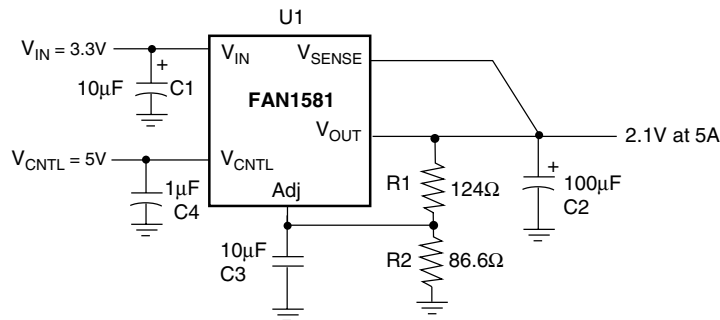 U1
V_IN = 3.3V
V_IN
V_SENSE
10µF
+
C1
FAN1581
V_OUT
2.1V at 5A
V_CNTL = 5V
V_CNTL
R1
124Ω
+
100µF
C2
1µF
C4
Adj
10µF
C3
R2
86.6Ω